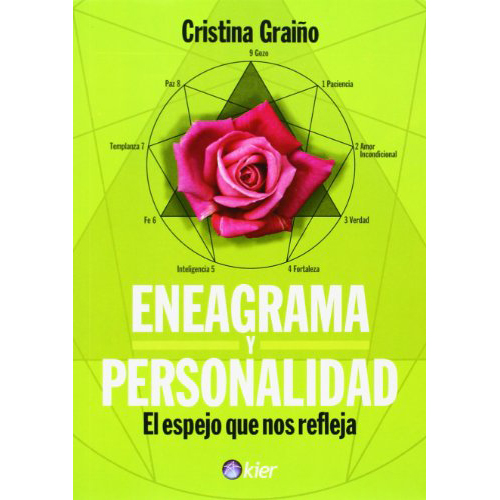 Cristina Graiño
9 Gozo
Paz 8
1 Paciencia
Templanza 7
2 Amor
Incondicional
Fe 6
3 Verdad
Inteligencia 5
4 Fortaleza
ENEAGRAMA
Y
PERSONALIDAD
El espejo que nos refleja
kier